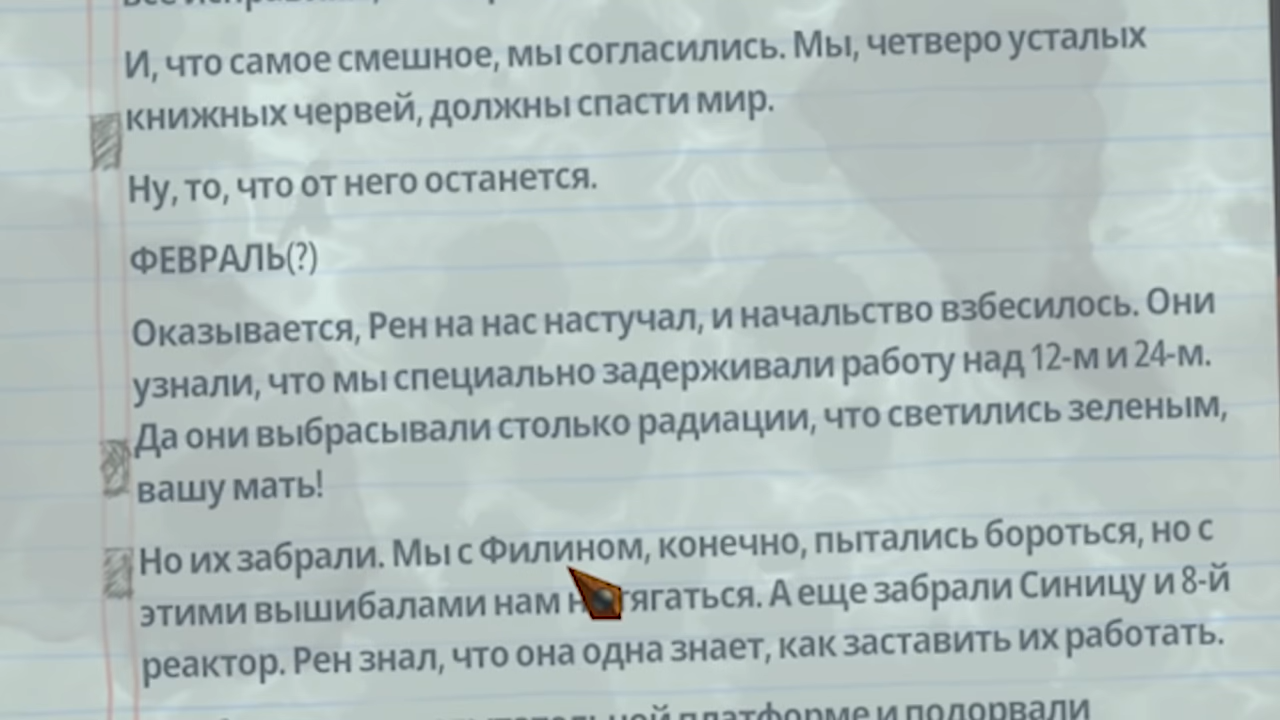 И, что самое смешное, мы согласились. Мы, четверо усталых
книжных червей, должны спасти мир.
Ну, то, что от него останется.
ФЕВРАЛЬ(?)
Оказывается, Рен на нас настучал, и начальство взбесилось. Они
узнали, что мы специально задерживали работу над 12-м и 24-м.
Да они выбрасывали столько радиации, что светились зеленым,
вашу мать!
Но их забрали. Мы с Филином, конечно, пытались бороться, но с
этими вышибалами нам тягаться. А еще забрали Синицу и 8-й
реактор. Рен знал, что она одна знает, как заставить их работать.
платформе и подорвали